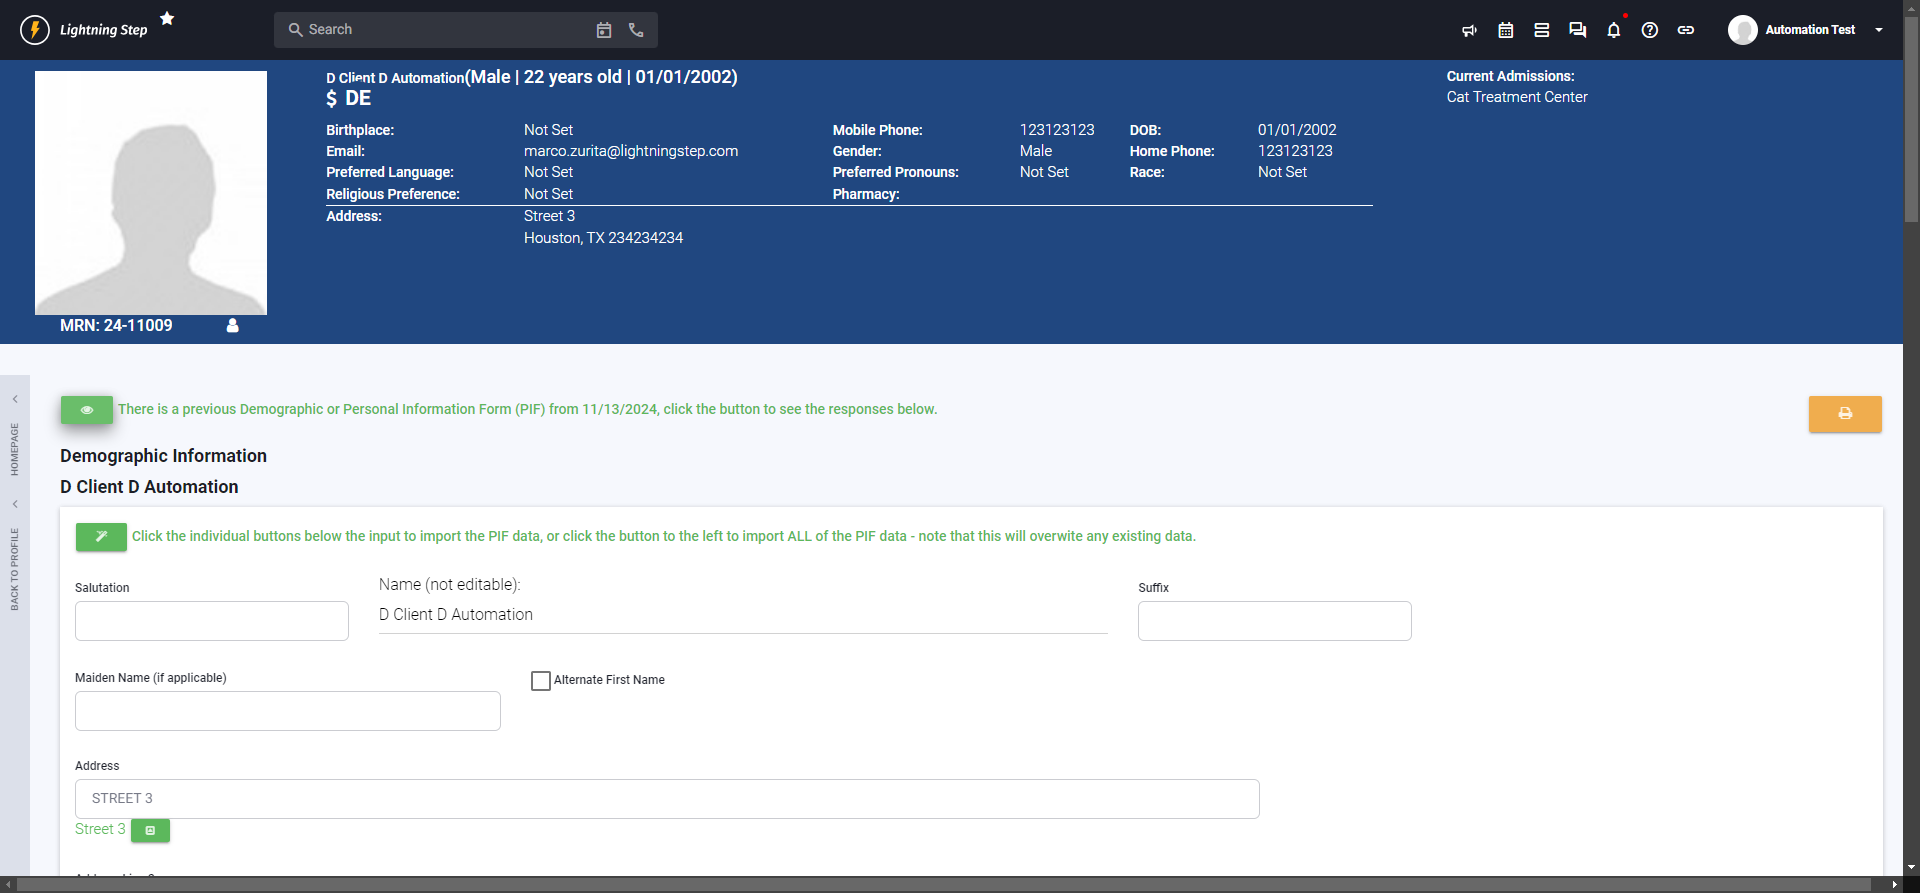 Lightning Step
Search
Automation Test
D Client D Automation(Male | 22 years old | 01/01/2002)
$ DE
Current Admissions:
Cat Treatment Center
Birthplace: Not Set Mobile Phone: 123123123 DOB: 01/01/2002
Email: marco.zurita@lightningstep.com Gender: Male Home Phone: 123123123
Preferred Language: Not Set Preferred Pronouns: Not Set Race: Not Set
Religious Preference: Not Set Pharmacy:
Address: Street 3
Houston, TX 234234234
MRN: 24-11009
HOMEPAGE
BACK TO PROFILE
There is a previous Demographic or Personal Information Form (PIF) from 11/13/2024, click the button to see the responses below.
Demographic Information
D Client D Automation
Click the individual buttons below the input to import the PIF data, or click the button to the left to import ALL of the PIF data - note that this will overwite any existing data.
Salutation
Name (not editable):
D Client D Automation
Suffix
Maiden Name (if applicable)
Alternate First Name
Address
STREET 3
Street 3